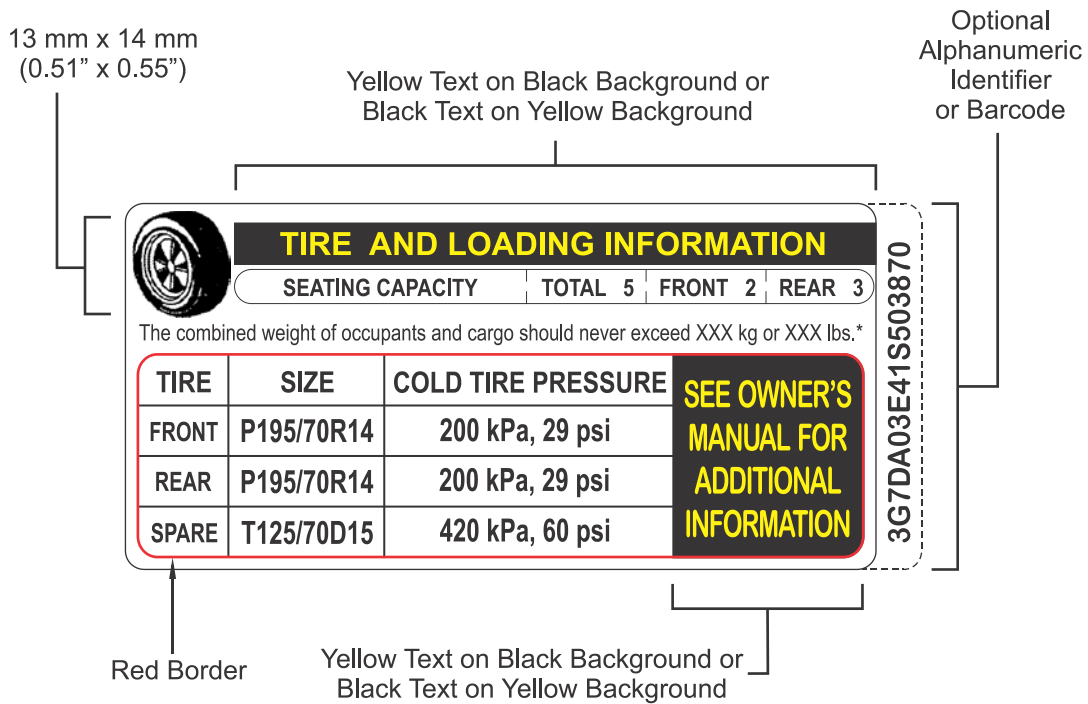 13 mm x 14 mm
(0.51” x 0.55”)
Yellow Text on Black Background or
Black Text on Yellow Background
Optional
Alphanumeric
Identifier
or Barcode
TIRE AND LOADING INFORMATION
SEATING CAPACITY TOTAL 5 FRONT 2 REAR 3
The combined weight of occupants and cargo should never exceed XXX kg or XXX lbs.*
TIRE SIZE COLD TIRE PRESSURE
FRONT P195/70R14 200 kPa, 29 psi
REAR P195/70R14 200 kPa, 29 psi
SPARE T125/70D15 420 kPa, 60 psi
SEE OWNER’S
MANUAL FOR
ADDITIONAL
INFORMATION
3G7DA03E41S503870
Red Border
Yellow Text on Black Background or
Black Text on Yellow Background